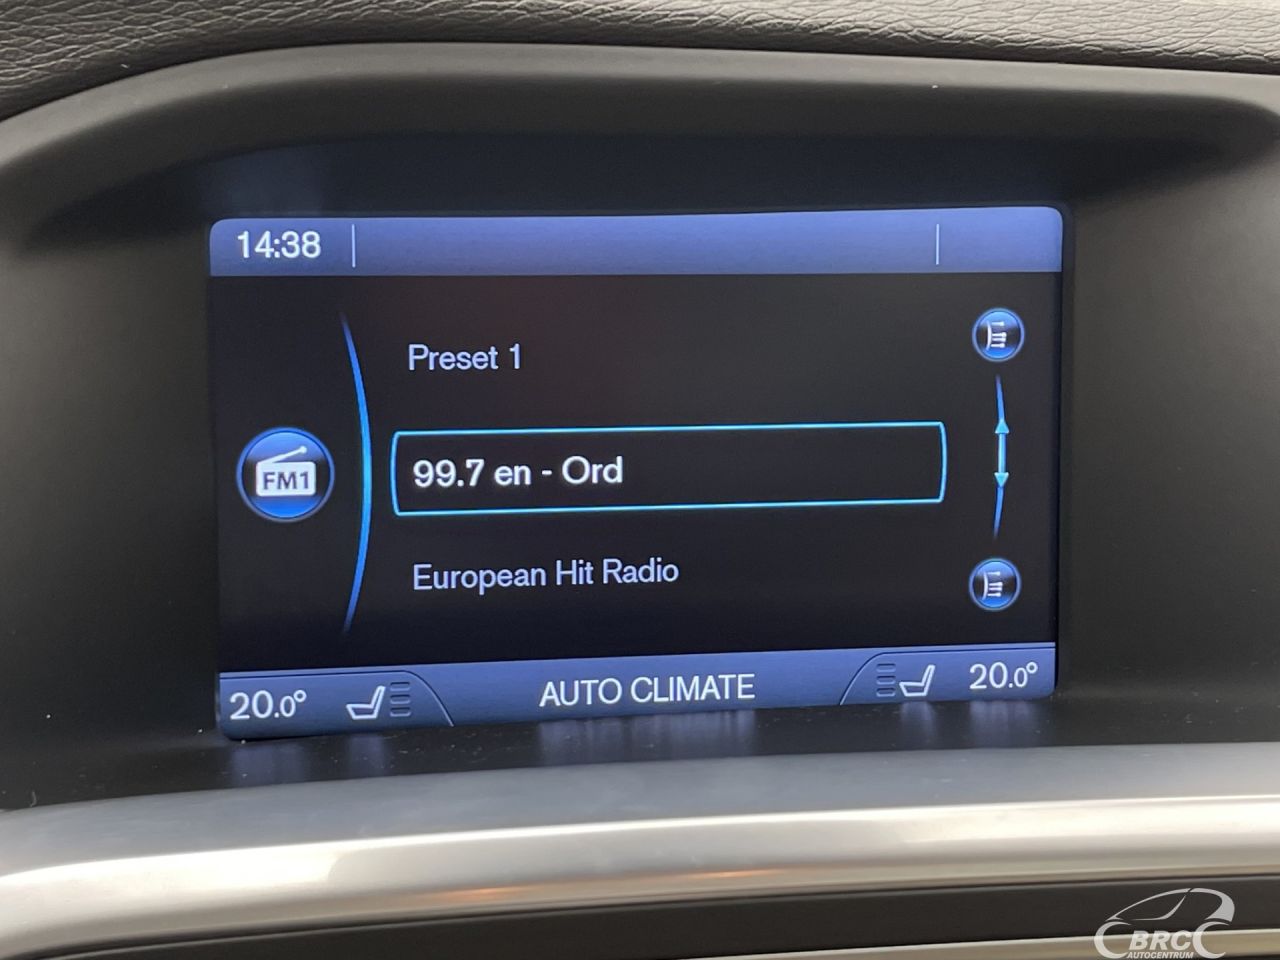 14:38
Preset 1
FM1
99.7 en - Ord
European Hit Radio
20.0° AUTO CLIMATE 20.0°
BRC
AUTOCENTRUM